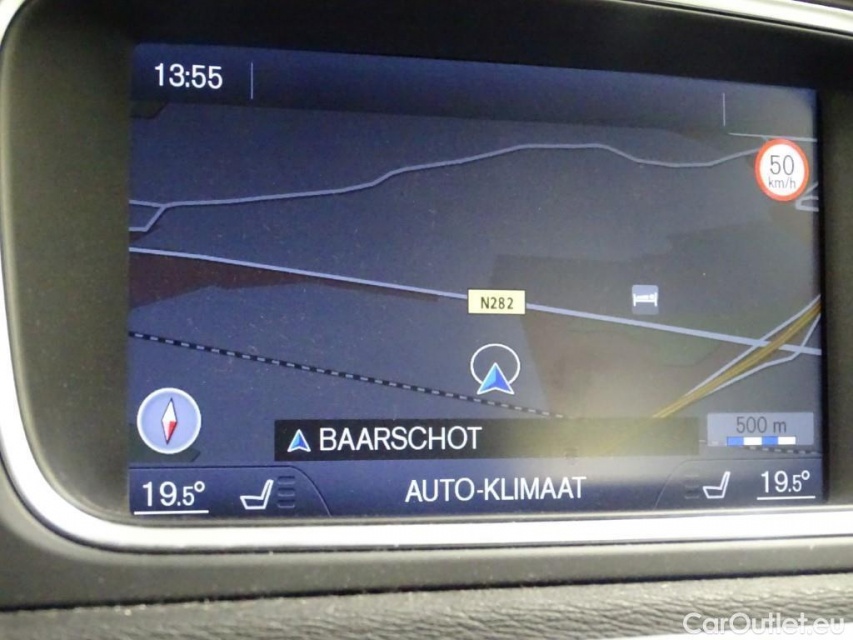 13:55
50
km/h
N282
BAARSCHOT
500 m
19.5°
AUTO-KLIMAAT
19.5°
CarOutlet.eu